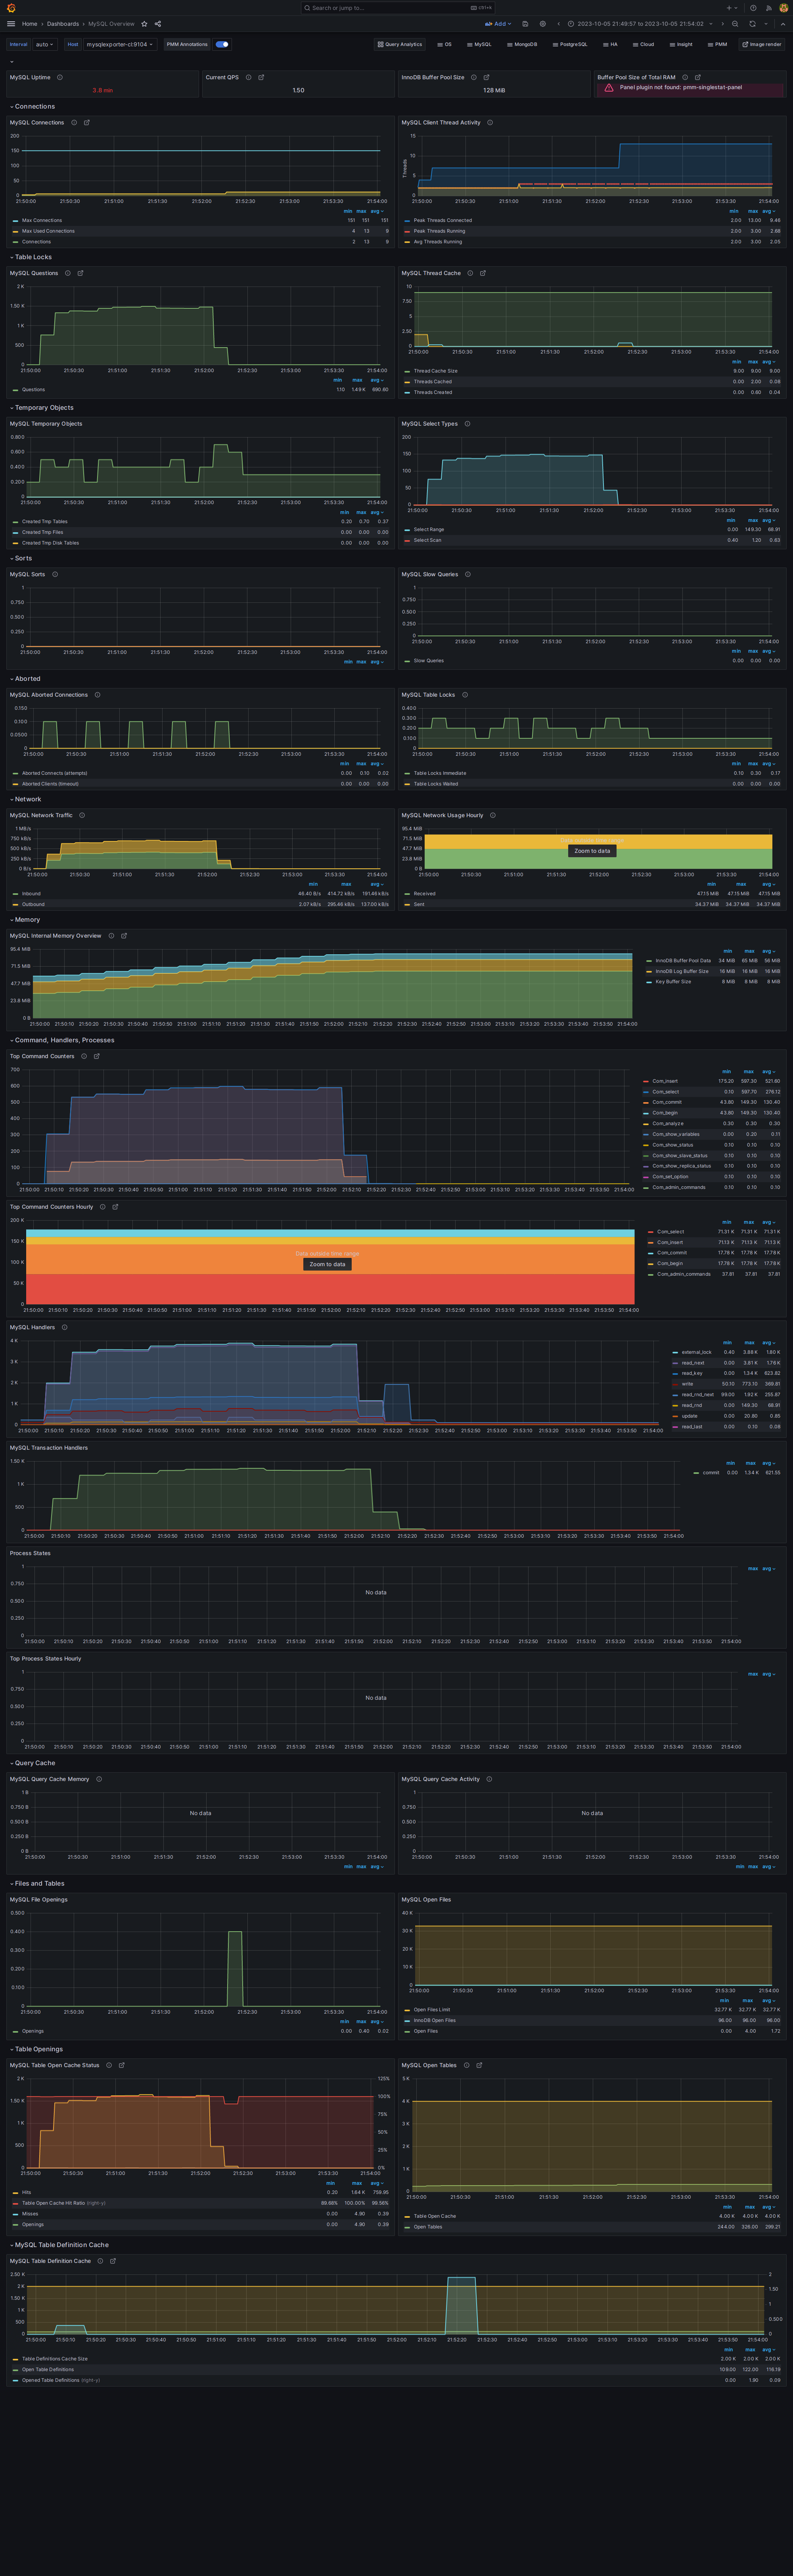 Search or jump to...
ctrl+k
Home › Dashboards › MySQL Overview
Add
2023-10-05 21:49:57 to 2023-10-05 21:54:02
Interval auto Host mysqlexporter-cl:9104 PMM Annotations
Query Analytics OS MySQL MongoDB PostgreSQL HA Cloud Insight PMM Image render
MySQL Uptime
3.8 min
Current QPS
1.50
InnoDB Buffer Pool Size
128 MiB
Buffer Pool Size of Total RAM
Panel plugin not found: pmm-singlestat-panel
Connections
MySQL Connections
min max avg
Max Connections 151 151 151
Max Used Connections 4 13 9
Connections 2 13 9
MySQL Client Thread Activity
Threads
min max avg
Peak Threads Connected 2.00 13.00 9.48
Peak Threads Running 2.00 3.00 2.68
Avg Threads Running 2.00 3.00 2.05
Table Locks
MySQL Questions
min max avg
Questions 1.10 1.49 K 690.60
MySQL Thread Cache
min max avg
Thread Cache Size 9.00 9.00 9.00
Threads Cached 0.00 2.00 0.08
Threads Created 0.00 0.60 0.04
Temporary Objects
MySQL Temporary Objects
min max avg
Created Tmp Tables 0.20 0.70 0.37
Created Tmp Files 0.00 0.00 0.00
Created Tmp Disk Tables 0.00 0.00 0.00
MySQL Select Types
min max avg
Select Range 0.00 149.30 68.91
Select Scan 0.40 1.20 0.63
Sorts
MySQL Sorts
min max avg
MySQL Slow Queries
min max avg
Slow Queries 0.00 0.00 0.00
Aborted
MySQL Aborted Connections
min max avg
Aborted Connects (attempts) 0.00 0.10 0.02
Aborted Clients (timeout) 0.00 0.00 0.00
MySQL Table Locks
min max avg
Table Locks Immediate 0.10 0.30 0.17
Table Locks Waited 0.00 0.00 0.00
Network
MySQL Network Traffic
min max avg
Inbound 46.40 B/s 414.72 kB/s 191.46 kB/s
Outbound 2.07 kB/s 295.46 kB/s 137.00 kB/s
MySQL Network Usage Hourly
Zoom to data
min max avg
Received 47.15 MiB 47.15 MiB 47.15 MiB
Sent 34.37 MiB 34.37 MiB 34.37 MiB
Memory
MySQL Internal Memory Overview
min max avg
InnoDB Buffer Pool Data 34 MiB 65 MiB 56 MiB
InnoDB Log Buffer Size 16 MiB 16 MiB 16 MiB
Key Buffer Size 8 MiB 8 MiB 8 MiB
Command, Handlers, Processes
Top Command Counters
min max avg
Com_insert 175.20 597.30 521.60
Com_select 0.10 597.70 276.12
Com_commit 43.80 149.30 130.40
Com_begin 43.80 149.30 130.40
Com_analyze 0.30 0.30 0.30
Com_show_variables 0.00 0.20 0.11
Com_show_status 0.10 0.10 0.10
Com_show_slave_status 0.10 0.10 0.10
Com_show_replica_status 0.10 0.10 0.10
Com_set_option 0.10 0.10 0.10
Com_admin_commands 0.10 0.10 0.10
Top Command Counters Hourly
Data outside time range
Zoom to data
min max avg
Com_select 71.31 K 71.31 K 71.31 K
Com_insert 71.13 K 71.13 K 71.13 K
Com_commit 17.78 K 17.78 K 17.78 K
Com_begin 17.78 K 17.78 K 17.78 K
Com_admin_commands 37.81 37.81 37.81
MySQL Handlers
min max avg
external_lock 0.40 3.88 K 1.80 K
read_next 0.00 3.81 K 1.78 K
read_key 0.00 1.34 K 623.82
write 50.10 773.10 389.81
read_rnd_next 99.00 1.92 K 255.87
read_rnd 0.00 149.30 68.91
update 0.00 20.80 0.85
read_last 0.00 0.10 0.08
MySQL Transaction Handlers
min max avg
commit 0.00 1.34 K 621.55
Process States
No data
max avg
Top Process States Hourly
No data
max avg
Query Cache
MySQL Query Cache Memory
No data
min max avg
MySQL Query Cache Activity
No data
min max avg
Files and Tables
MySQL File Openings
min max avg
Openings 0.00 0.40 0.02
MySQL Open Files
min max avg
Open Files Limit 32.77 K 32.77 K 32.77 K
InnoDB Open Files 96.00 96.00 96.00
Open Files 0.00 4.00 1.72
Table Openings
MySQL Table Open Cache Status
min max avg
Hits 0.20 1.64 K 759.95
Table Open Cache Hit Ratio (right-y) 89.66% 100.00% 99.56%
Misses 0.00 4.90 0.39
Openings 0.00 4.90 0.39
MySQL Open Tables
min max avg
Table Open Cache 4.00 K 4.00 K 4.00 K
Open Tables 244.00 326.00 299.21
MySQL Table Definition Cache
MySQL Table Definition Cache
min max avg
Table Definitions Cache Size 2.00 K 2.00 K 2.00 K
Open Table Definitions 109.00 122.00 116.19
Opened Table Definitions (right-y) 0.00 1.90 0.09